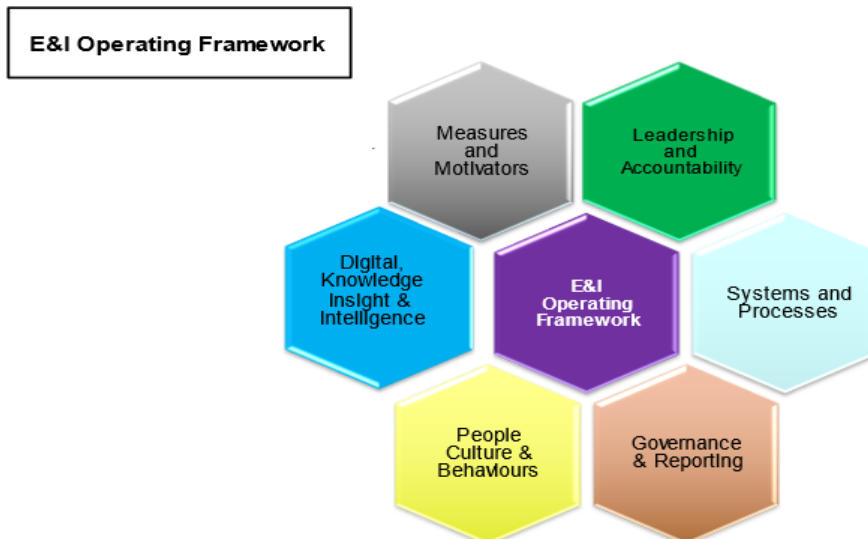 E&I Operating Framework
Measures
and
Motivators
Leadership
and
Accountability
Digital,
Knowledge
Insight &
Intelligence
E&I
Operating
Framework
Systems and
Processes
People
Culture &
Behaviours
Governance
& Reporting